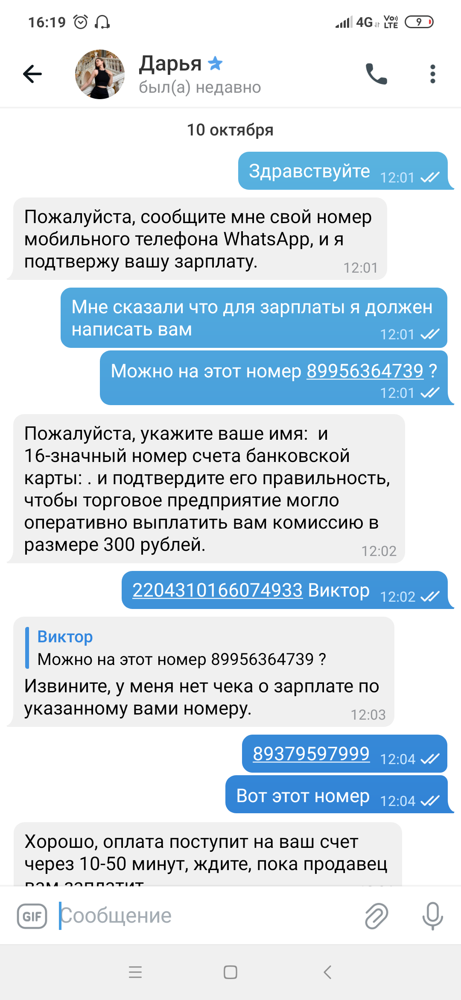 16:19
4G
Vo))
LTE
9
Дарья
был(а) недавно
10 октября
Здравствуйте
12:01
Пожалуйста, сообщите мне свой номер
мобильного телефона WhatsApp, и я
подтвержу вашу зарплату.
12:01
Мне сказали что для зарплаты я должен
написать вам
12:01
Можно на этот номер 89956364739 ?
12:01
Пожалуйста, укажите ваше имя:  и
16-значный номер счета банковской
карты: . и подтвердите его правильность,
чтобы торговое предприятие могло
оперативно выплатить вам комиссию в
размере 300 рублей.
12:02
2204310166074933 Виктор
12:02
Виктор
Можно на этот номер 89956364739 ?
Извините, у меня нет чека о зарплате по
указанному вами номеру.
12:03
89379597999
12:04
Вот этот номер
12:04
Хорошо, оплата поступит на ваш счет
через 10-50 минут, ждите, пока продавец
вам заплатит
GIF
Сообщение